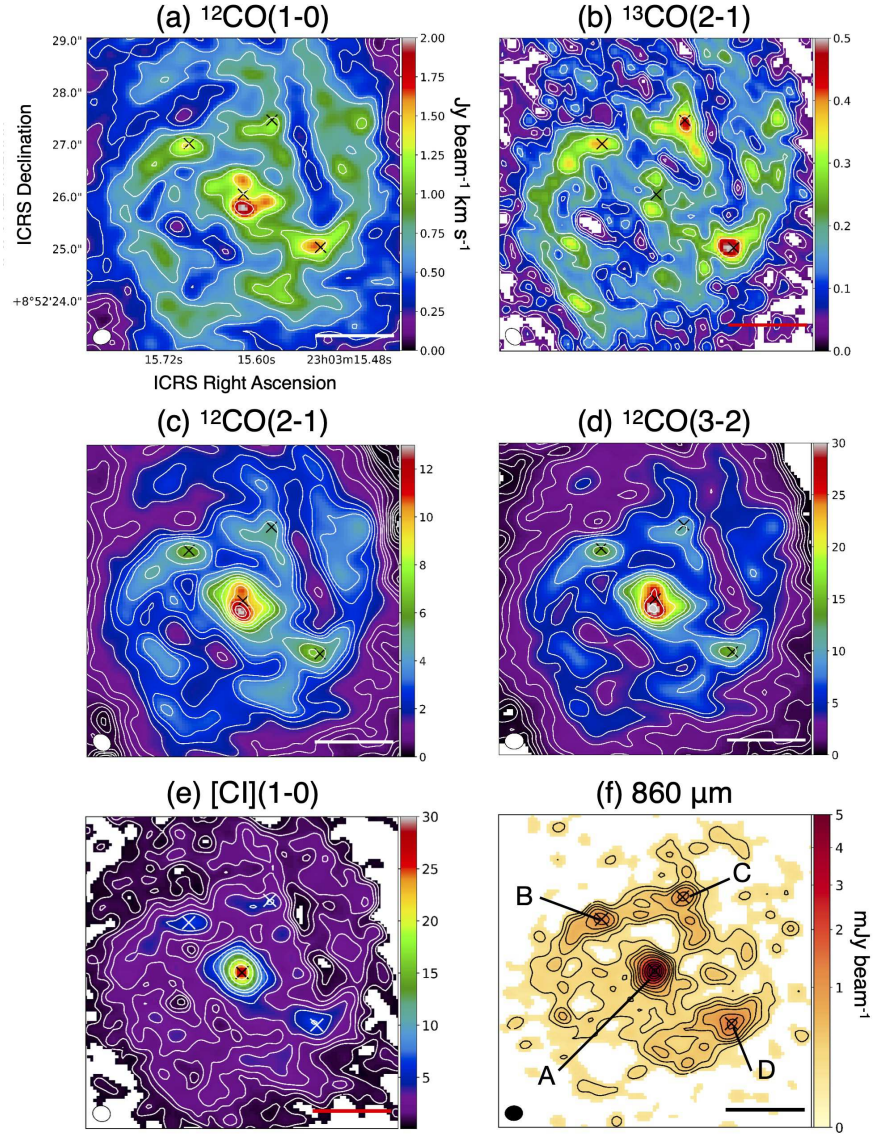 (a) ¹²CO(1-0)
29.0"
28.0"
27.0"
26.0"
25.0"
+8°52'24.0"
ICRS Declination
15.72s
15.60s
23h03m15.48s
ICRS Right Ascension
2.00
1.75
1.50
1.25
1.00
0.75
0.50
0.25
0.00
Jy beam⁻¹ km s⁻¹
(b) ¹³CO(2-1)
0.5
0.4
0.3
0.2
0.1
0.0
(c) ¹²CO(2-1)
12
10
8
6
4
2
0
(d) ¹²CO(3-2)
30
25
20
15
10
5
0
(e) [CI](1-0)
30
25
20
15
10
5
(f) 860 µm
B
C
A
D
5
4
3
2
1
0
mJy beam⁻¹